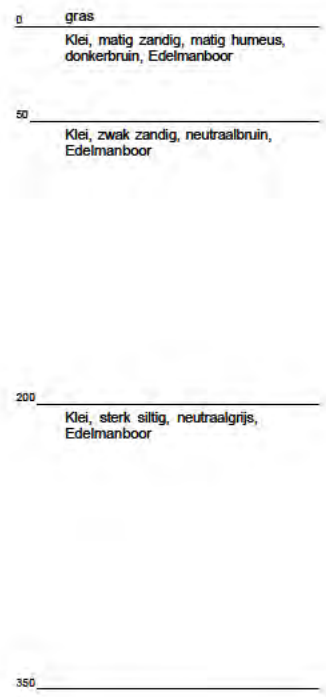 0 gras
Klei, matig zandig, matig humeus,
donkerbruin, Edelmanboor
50
Klei, zwak zandig, neutraalbruin,
Edelmanboor
200
Klei, sterk siltig, neutraalgrijs,
Edelmanboor
350